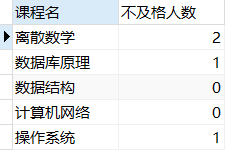 课程名 不及格人数
离散数学 2
数据库原理 1
数据结构 0
计算机网络 0
操作系统 1